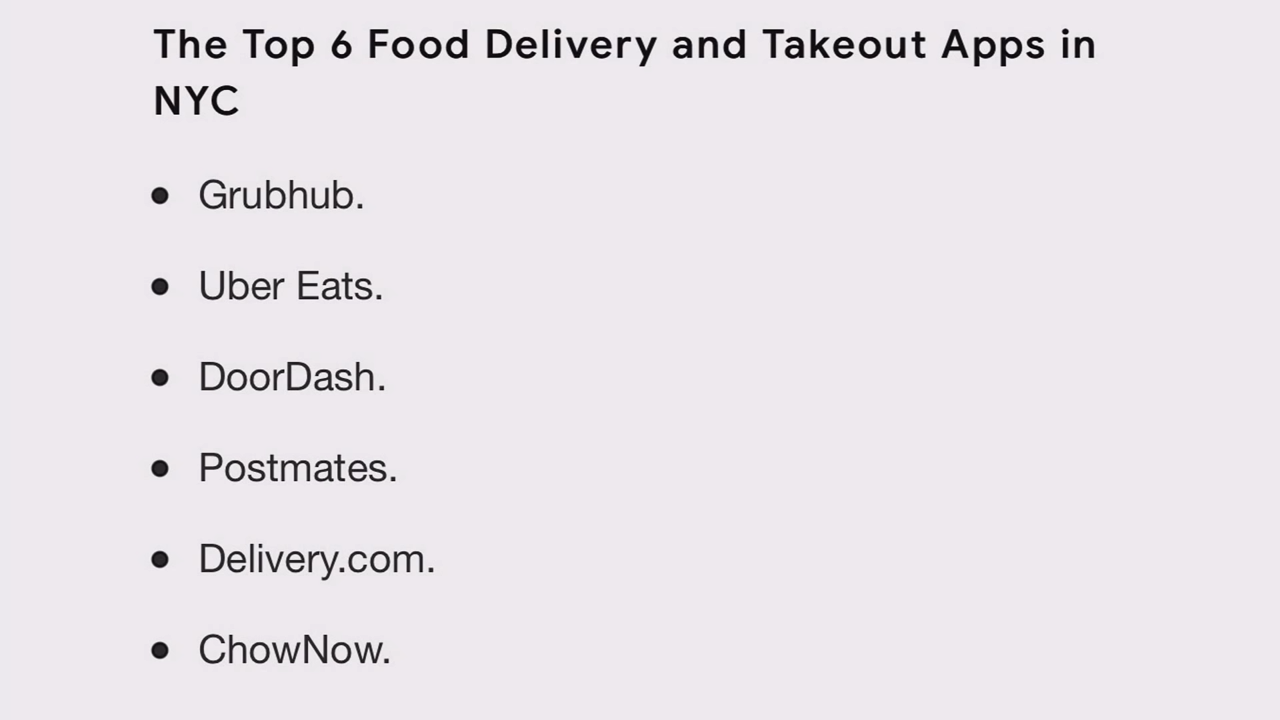 The Top 6 Food Delivery and Takeout Apps in
NYC
• Grubhub.
• Uber Eats.
• DoorDash.
• Postmates.
• Delivery.com.
• ChowNow.